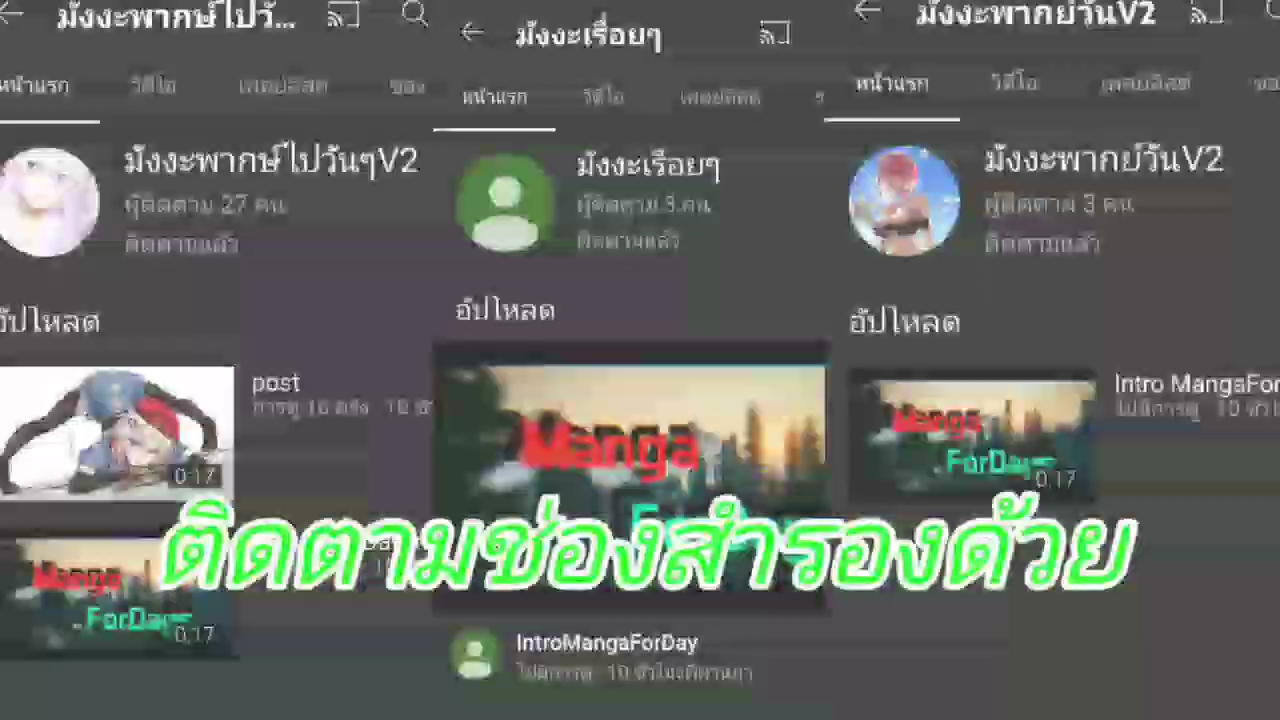 มังงะพากษ์ไปวั...
หน้าแรก
วิดีโอ
เพลย์ลิสต์
ช่อง
มังงะพากษ์ไปวันๆV2
ผู้ติดตาม 27 คน
ติดตามแล้ว
อัปโหลด
post
0:17
Manga
ForDay
0:17
มังงะเรื่อยๆ
หน้าแรก
วิดีโอ
เพลย์ลิสต์
มังงะเรื่อยๆ
ผู้ติดตาม 3 คน
ติดตามแล้ว
อัปโหลด
Manga
IntroMangaForDay
มังงะพากย์วันV2
หน้าแรก
วิดีโอ
เพลย์ลิสต์
มังงะพากย์วันV2
ผู้ติดตาม 3 คน
ติดตามแล้ว
อัปโหลด
Manga
ForDay
0:17
Intro MangaFor
ติดตามช่องสำรองด้วย